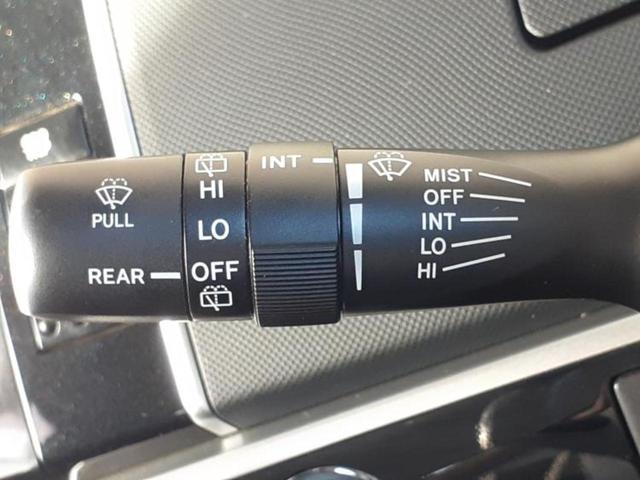 PULL
REAR
HI
LO
OFF
INT
MIST
OFF
INT
LO
HI